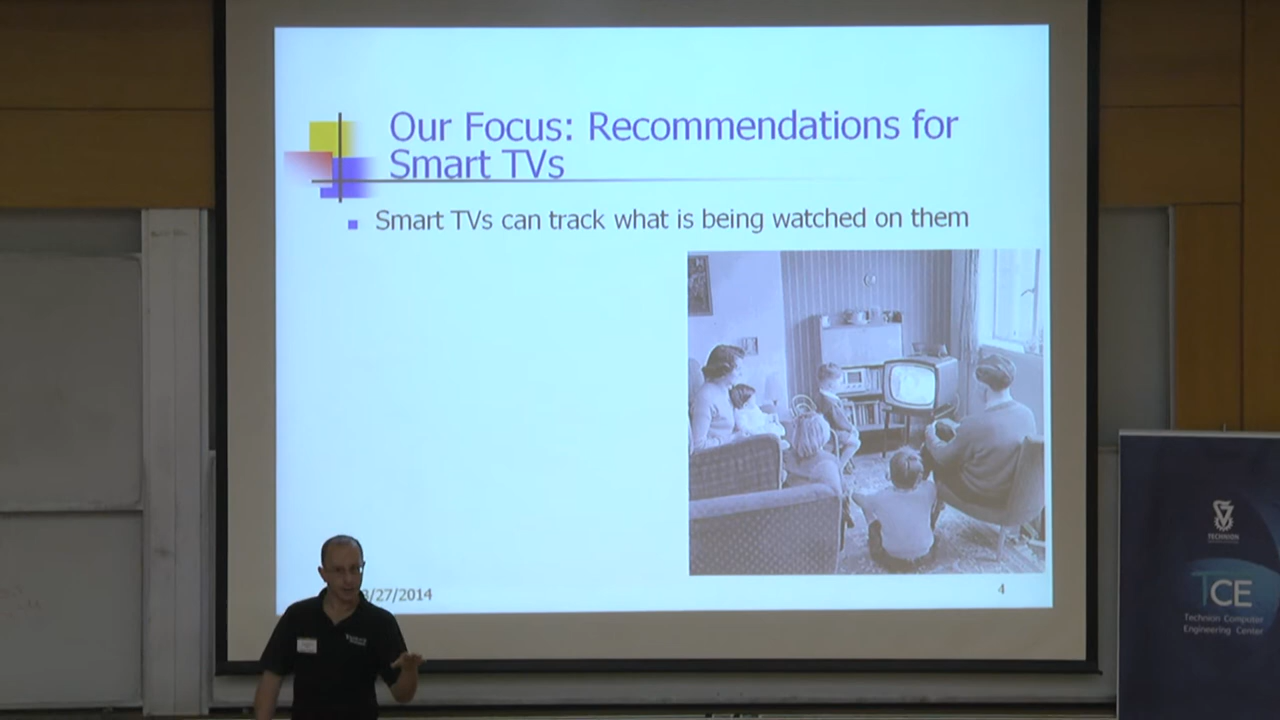 Our Focus: Recommendations for
Smart TVs
Smart TVs can track what is being watched on them
/27/2014
4
TECHNION
TCE
Technion Computer
Engineering Center